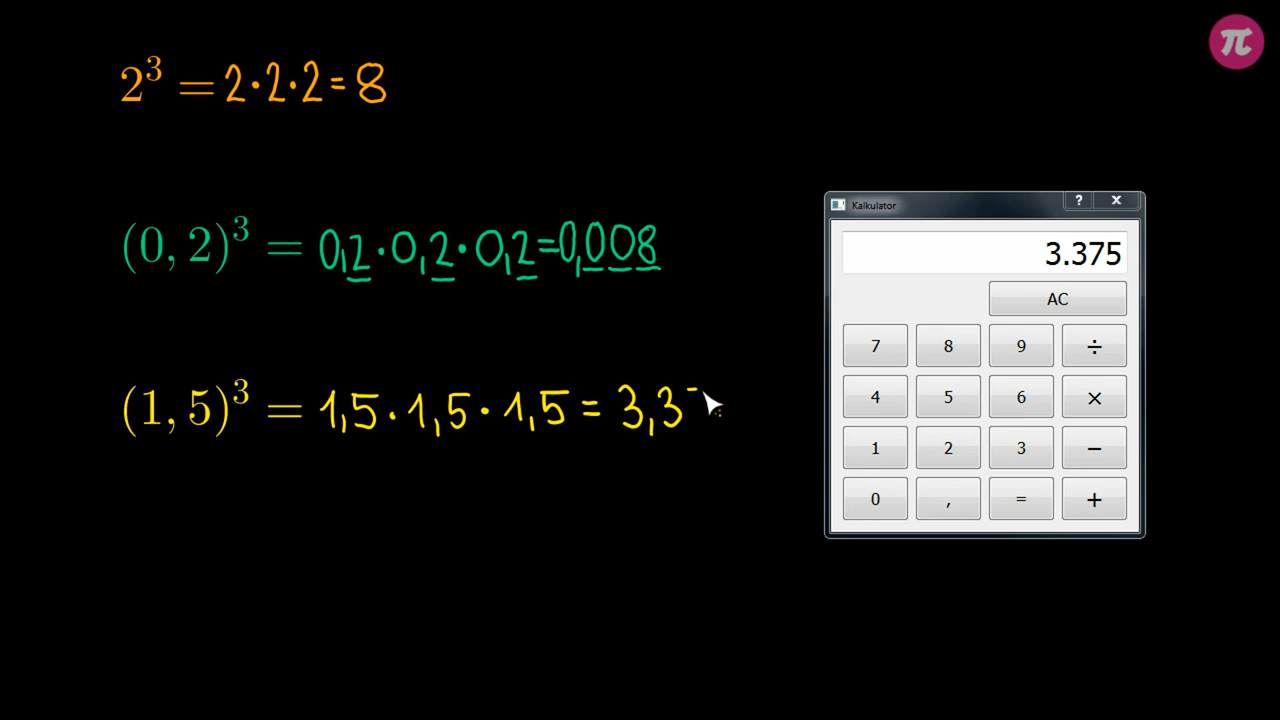 π
2³ = 2·2·2=8
(0, 2)³ = 0,2·0,2·0,2=0,008
Kalkulator
? x
3.375
AC
7 8 9 ÷
(1, 5)³ = 1,5·1,5·1,5 = 3,3
4 5 6 ×
1 2 3 −
0 , = +